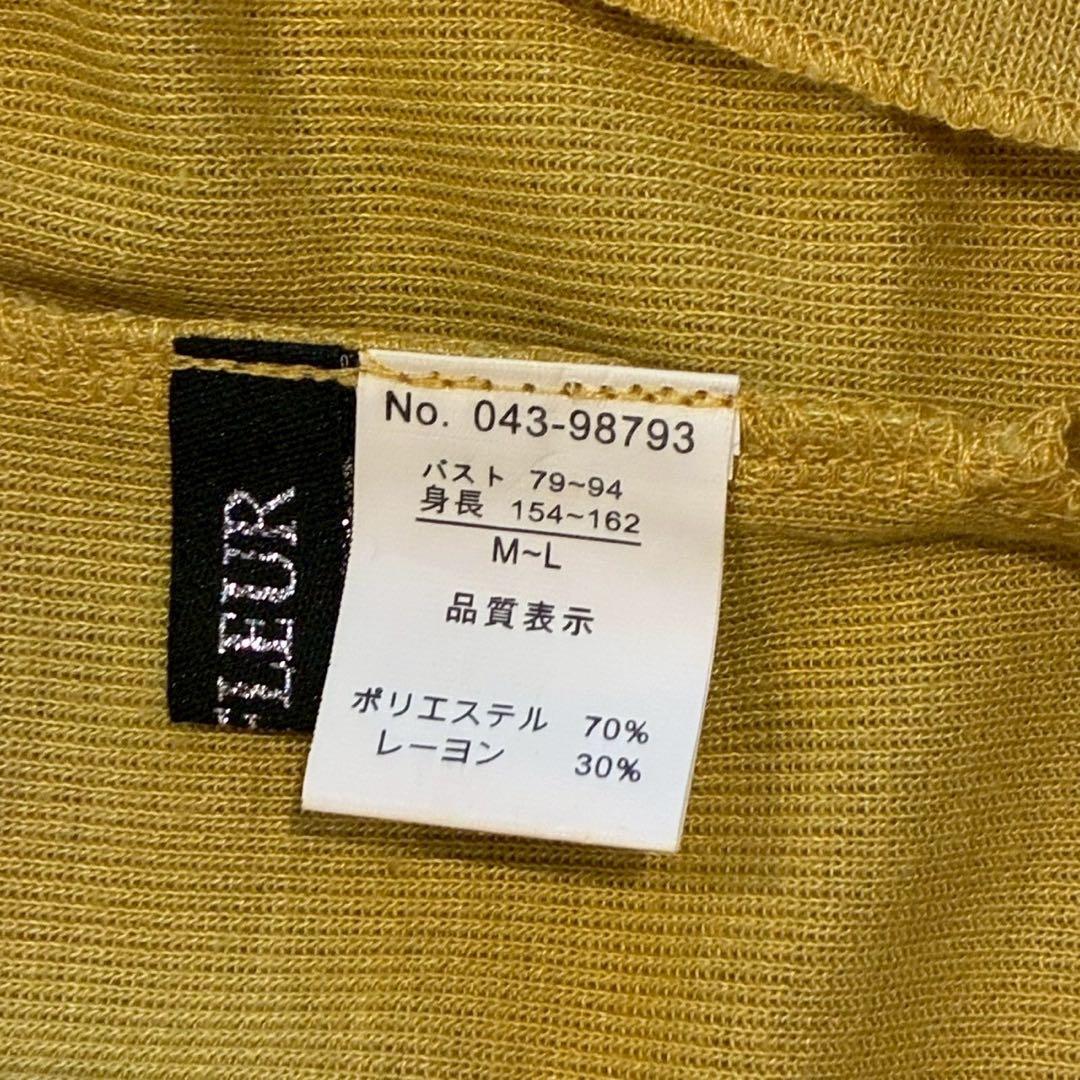 No. 043-98793
バスト 79~94
身長 154~162
M~L
品質表示
ポリエステル 70%
レーヨン 30%